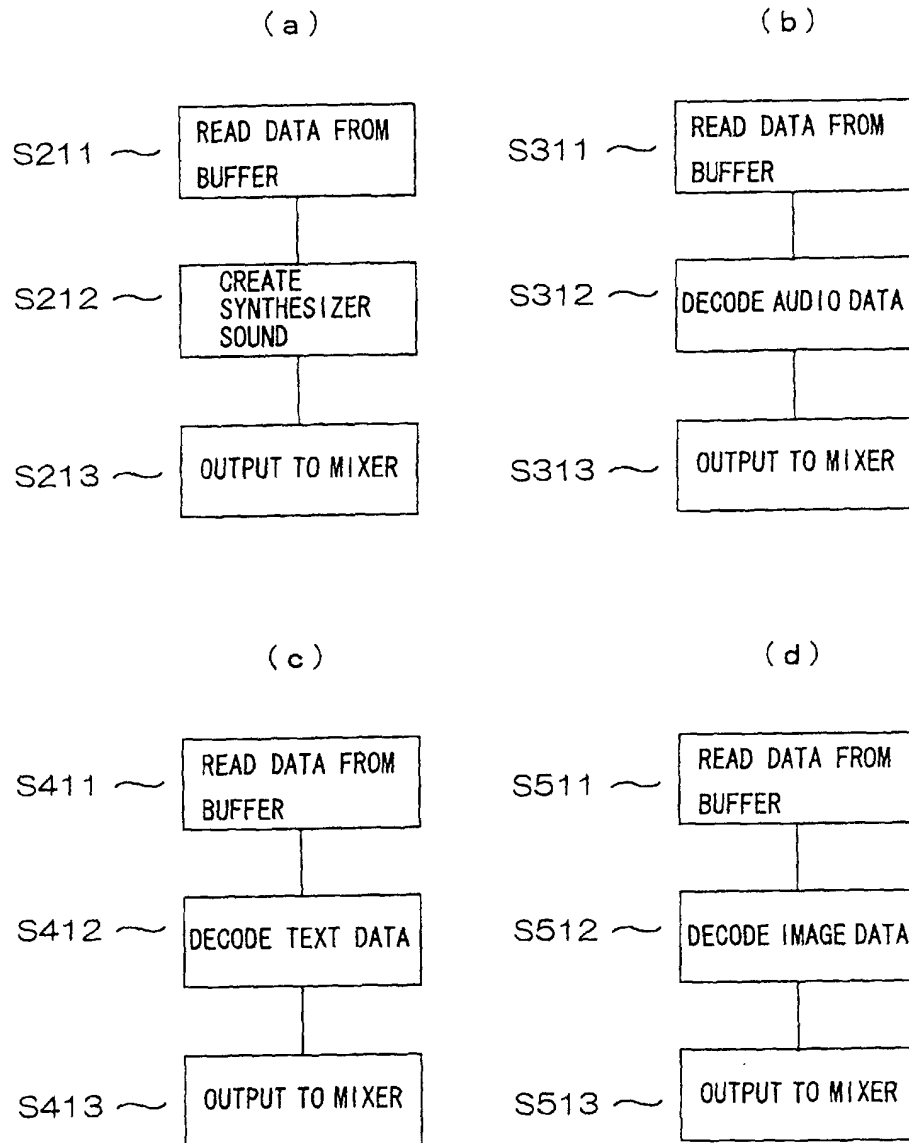 (a)
S211
READ DATA FROM
BUFFER
S212
CREATE
SYNTHESIZER
SOUND
S213
OUTPUT TO MIXER
(b)
S311
READ DATA FROM
BUFFER
S312
DECODE AUDIO DATA
S313
OUTPUT TO MIXER
(c)
S411
READ DATA FROM
BUFFER
S412
DECODE TEXT DATA
S413
OUTPUT TO MIXER
(d)
S511
READ DATA FROM
BUFFER
S512
DECODE IMAGE DATA
S513
OUTPUT TO MIXER